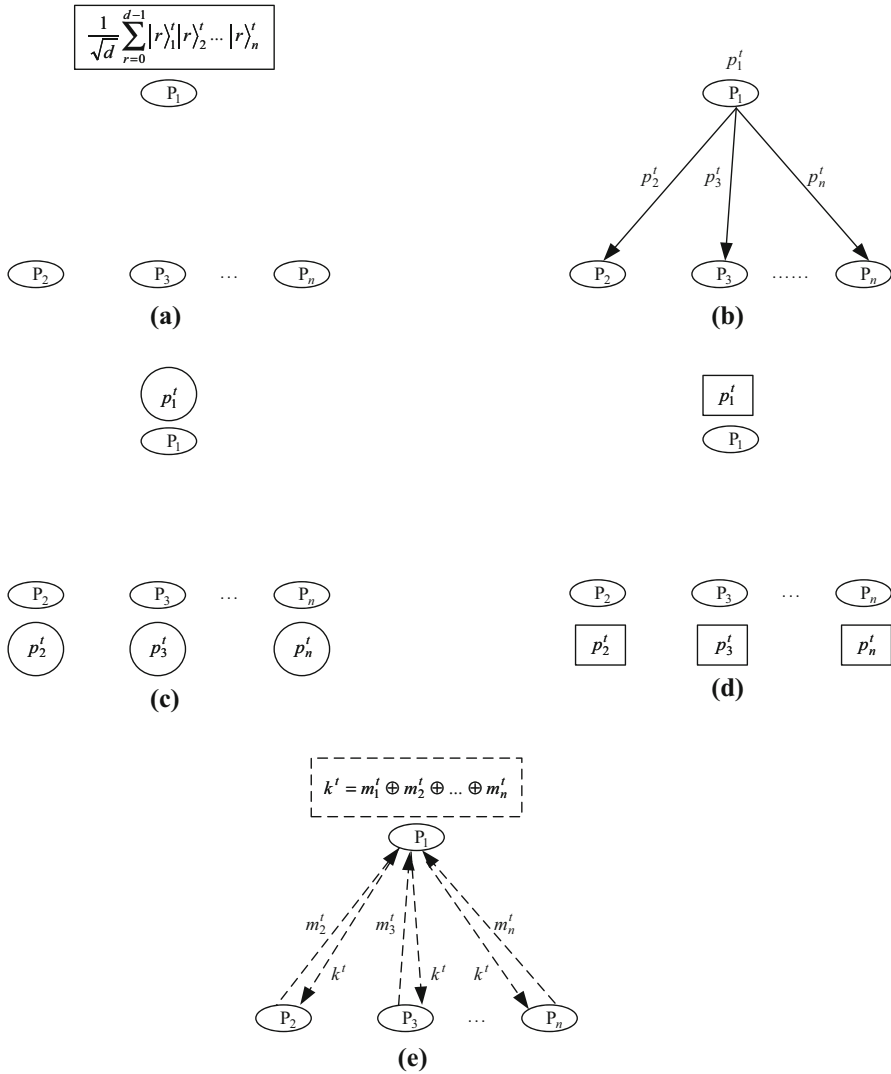 $\frac{1}{\sqrt{d}} \sum_{r=0}^{d-1} |r\rangle_1^t |r\rangle_2^t \ldots |r\rangle_n^t$
P₁
P₂ P₃ ... Pₙ
(a)
$p_1^t$
P₁
$p_2^t$ $p_3^t$ $p_n^t$
P₂ P₃ ...... Pₙ
(b)
$p_1^t$
P₁
P₂ P₃ ... Pₙ
$p_2^t$ $p_3^t$ $p_n^t$
(c)
$p_1^t$
P₁
P₂ P₃ ... Pₙ
$p_2^t$ $p_3^t$ $p_n^t$
(d)
$k^t = m_1^t \oplus m_2^t \oplus \ldots \oplus m_n^t$
P₁
$m_2^t$ $m_3^t$ $m_n^t$
$k^t$ $k^t$ $k^t$
P₂ P₃ ... Pₙ
(e)